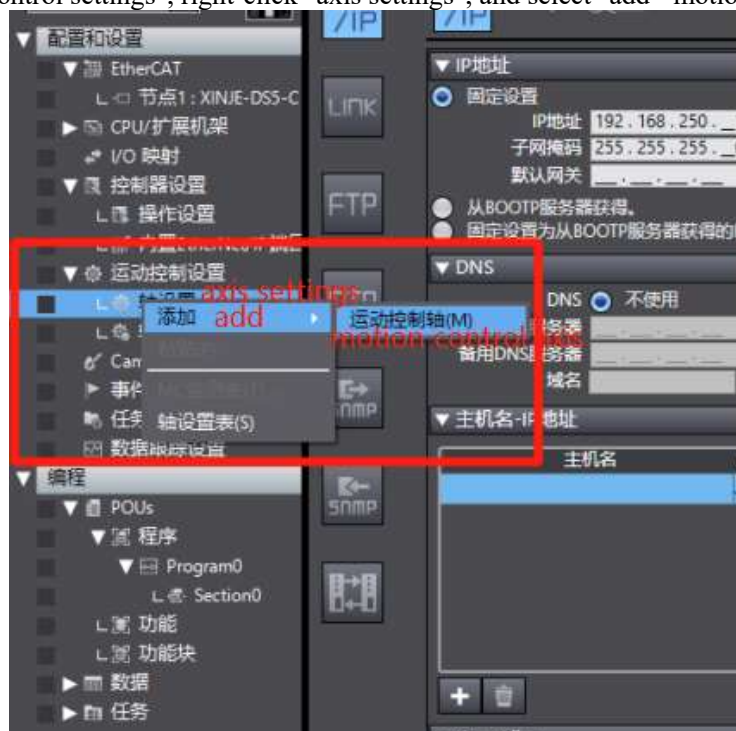 control settings", right-click "axis settings", and select "add"
/IP
/IP
配置和设置
EtherCAT
节点1 : XINJE-DS5-C
CPU/扩展机架
I/O 映射
控制器设置
操作设置
运动控制设置
轴设置 axis settings
添加 add
运动控制轴(M)
motion control
轴设置表(S)
数据跟踪设置
编程
POUs
程序
Program0
Section0
功能
功能块
数据
任务
LINK
FTP
SNMP
SNMP
IP地址
固定设置
IP地址 192 . 168 . 250 .
子网掩码 255 . 255 . 255 .
默认网关
从BOOTP服务器获得。
固定设置为从BOOTP服务器获得的
DNS
DNS 不使用
备用DNS服务器
域名
主机名-IP地址
主机名